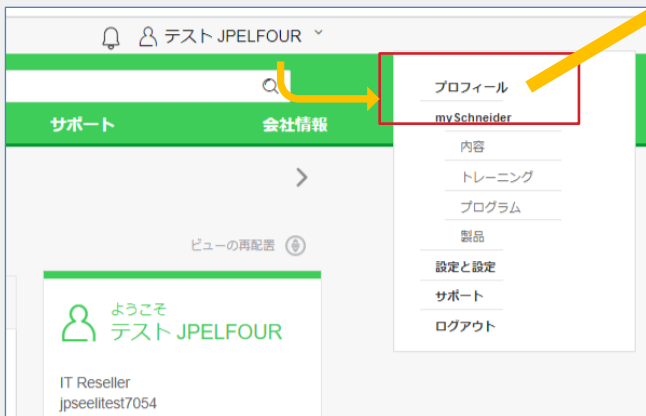 テスト JPELFOUR
サポート
会社情報
プロフィール
mySchneider
内容
トレーニング
プログラム
製品
設定と設定
サポート
ログアウト
ビューの再配置
ようこそ
テスト JPELFOUR
IT Reseller
jpseelitest7054